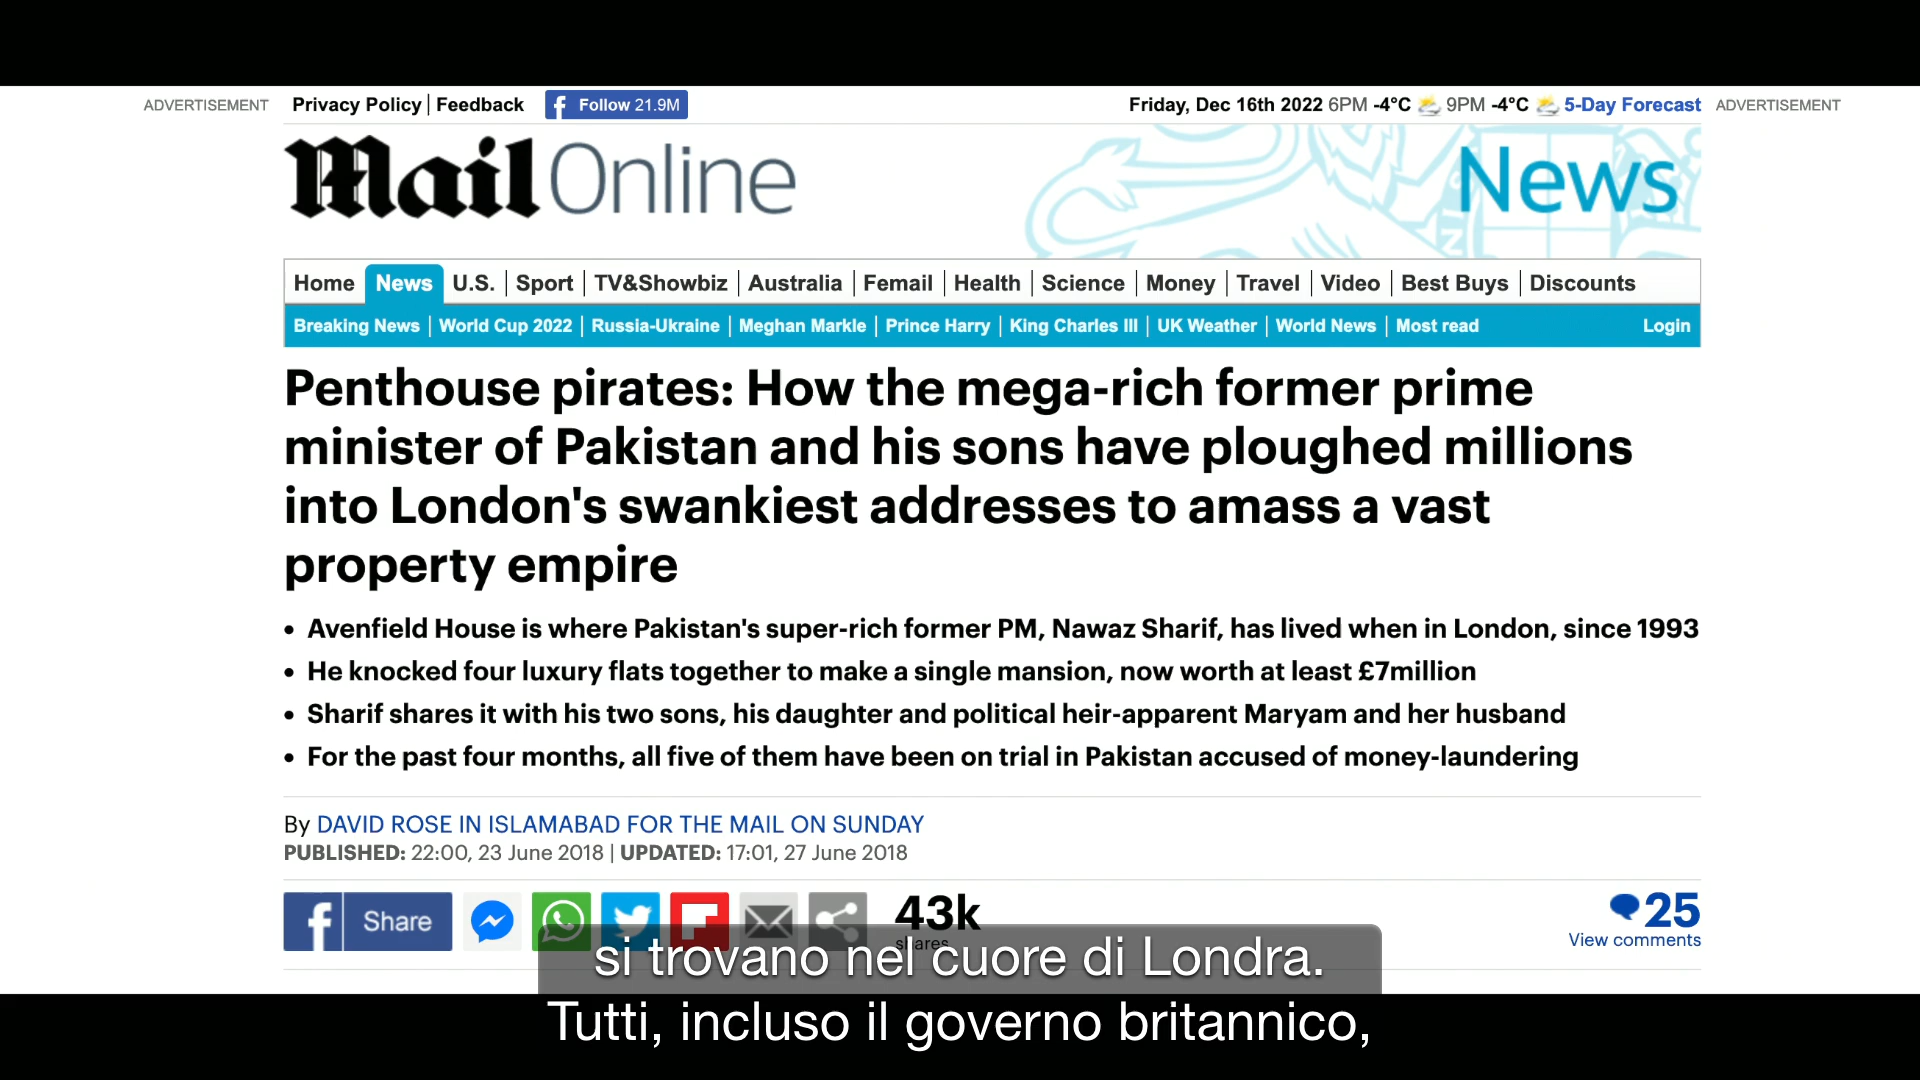 ADVERTISEMENT Privacy Policy | Feedback f Follow 21.9M Friday, Dec 16th 2022 6PM -4°C 9PM -4°C 5-Day Forecast ADVERTISEMENT
Mail Online News
Home News U.S. | Sport | TV&Showbiz | Australia | Femail | Health | Science | Money | Travel | Video | Best Buys | Discounts
Breaking News | World Cup 2022 | Russia-Ukraine | Meghan Markle | Prince Harry | King Charles III | UK Weather | World News | Most read Login
Penthouse pirates: How the mega-rich former prime
minister of Pakistan and his sons have ploughed millions
into London's swankiest addresses to amass a vast
property empire
• Avenfield House is where Pakistan's super-rich former PM, Nawaz Sharif, has lived when in London, since 1993
• He knocked four luxury flats together to make a single mansion, now worth at least £7million
• Sharif shares it with his two sons, his daughter and political heir-apparent Maryam and her husband
• For the past four months, all five of them have been on trial in Pakistan accused of money-laundering
By DAVID ROSE IN ISLAMABAD FOR THE MAIL ON SUNDAY
PUBLISHED: 22:00, 23 June 2018 | UPDATED: 17:01, 27 June 2018
f Share 43k 25
shares View comments
si trovano nel cuore di Londra.
Tutti, incluso il governo britannico,